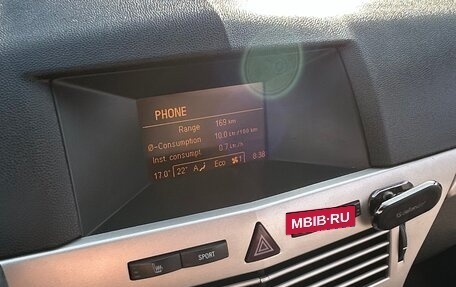 PHONE
Range 169 km
Ø-Consumption 10.0 Ltr/100 km
Inst consumpt 0.7 Ltr/h
17.0° 22° A Eco 1 8:38
MBIB·RU
SPORT